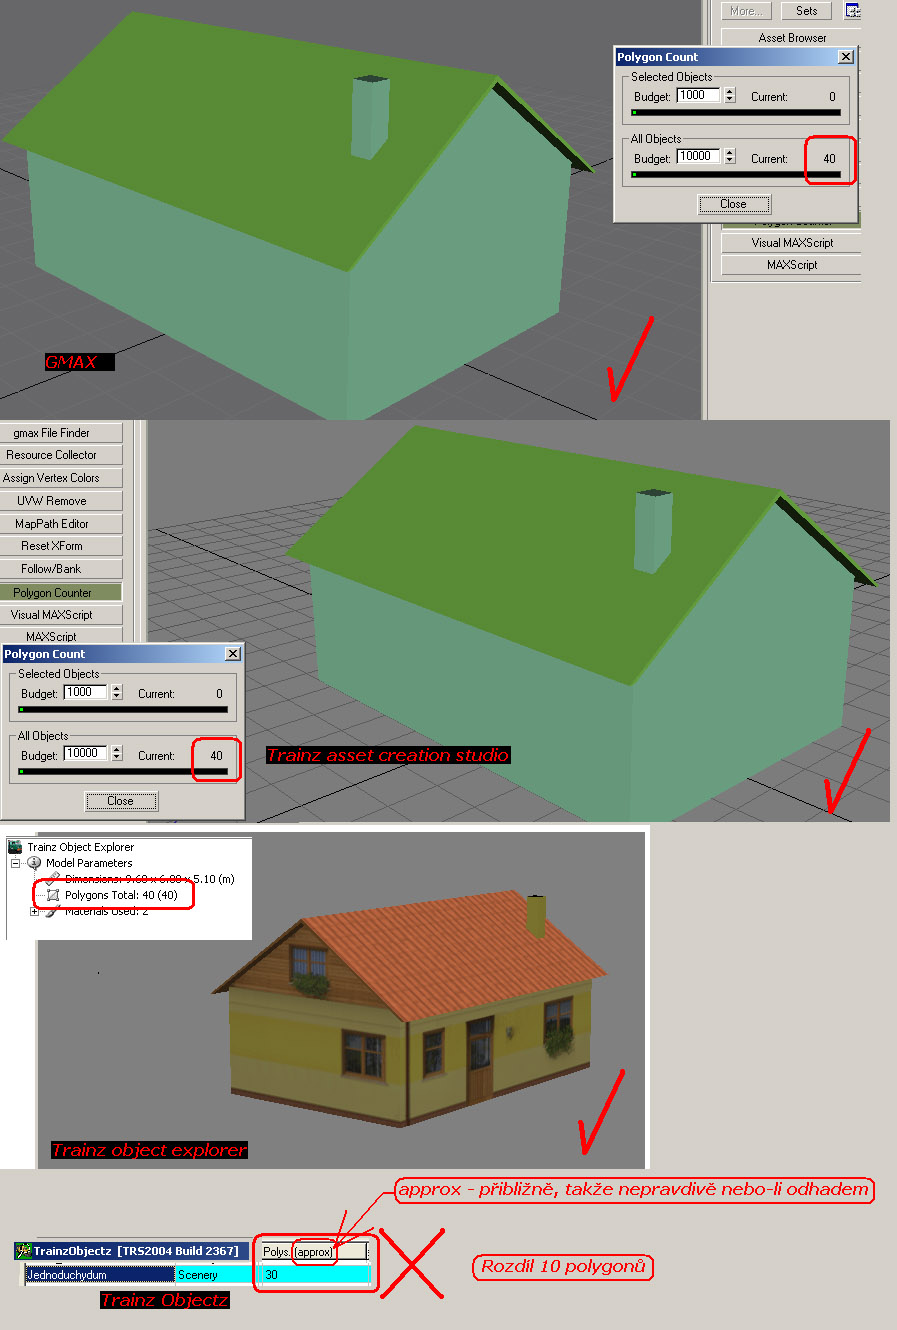 More...
Sets
Asset Browser
Polygon Count
Selected Objects
Budget: 1000 Current: 0
All Objects
Budget: 10000 Current: 40
Close
Visual MAXScript
MAXScript
GMAX
gmax File Finder
Resource Collector
Assign Vertex Colors
UVW Remove
MapPath Editor
Reset XForm
Follow/Bank
Polygon Counter
Visual MAXScript
MAXScript
Polygon Count
Selected Objects
Budget: 1000 Current: 0
All Objects
Budget: 10000 Current: 40
Close
Trainz asset creation studio
Trainz Object Explorer
Model Parameters
Dimensions: 9.60 x 6.80 x 5.10 (m)
Polygons Total: 40 (40)
Materials Used: 2
Trainz object explorer
approx - přibližně, takže nepravdivě nebo-li odhadem
TrainzObjectz [TRS2004 Build 2367] Polys. (approx)
Jednoduchydum Scenery 30
Rozdíl 10 polygonů
Trainz Objectz